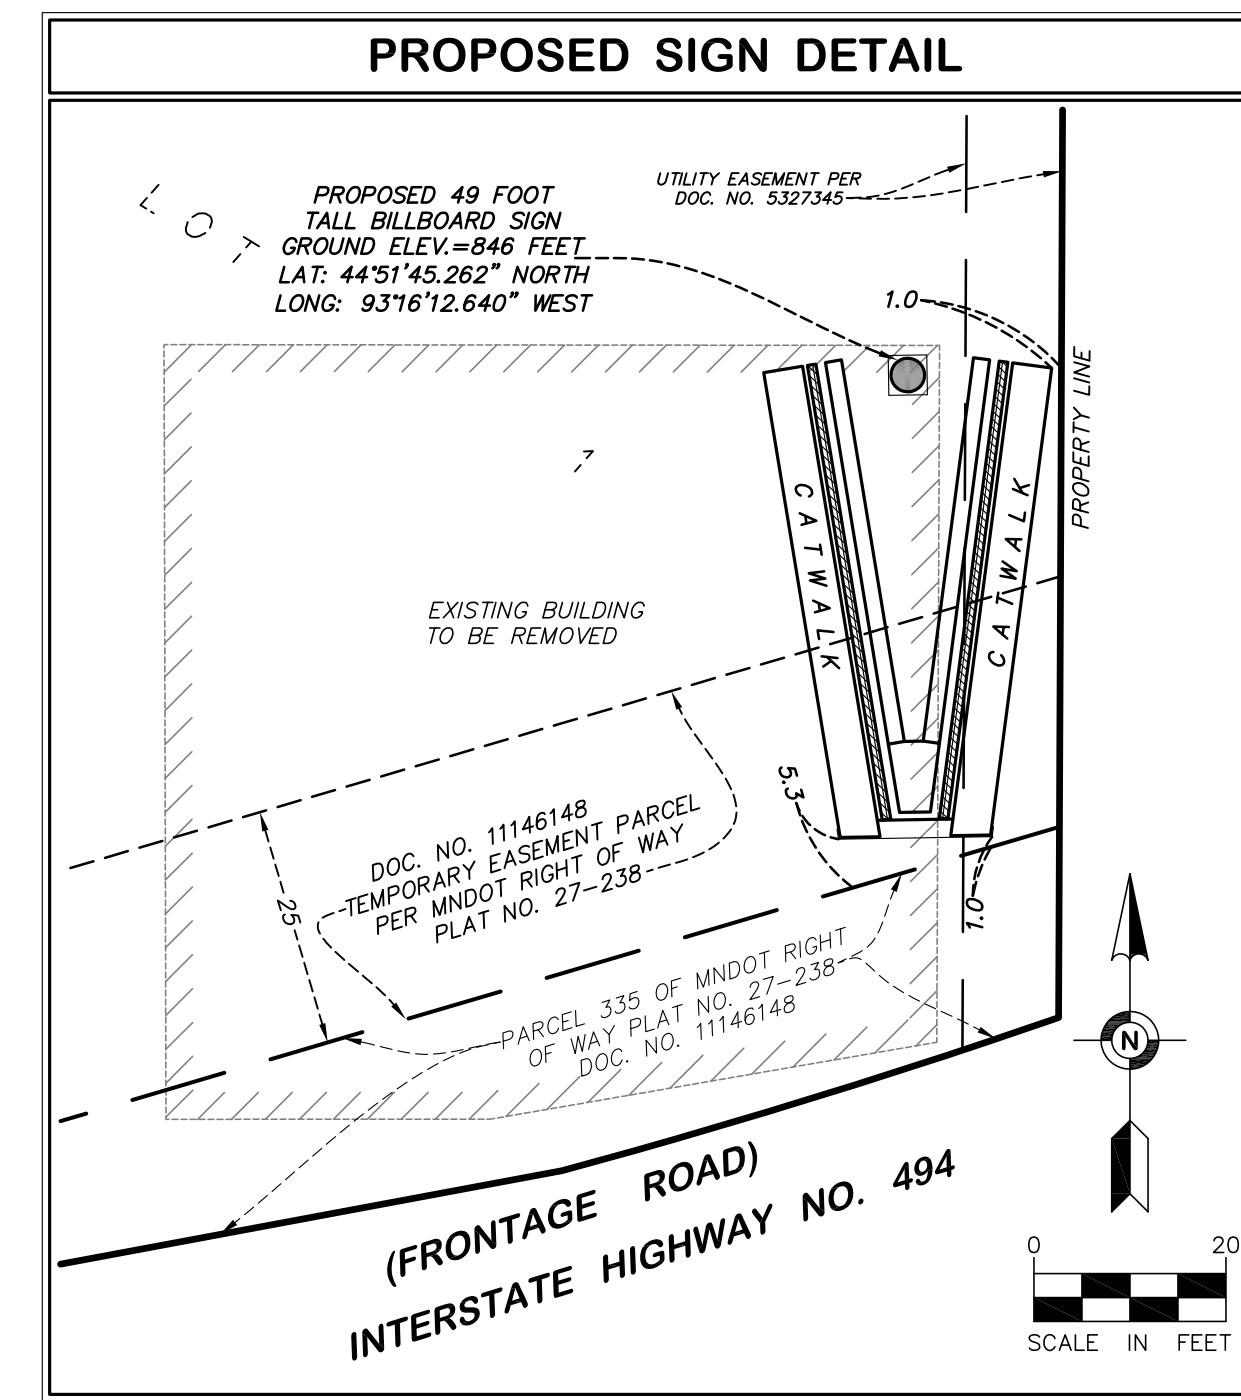 PROPOSED SIGN DETAIL
UTILITY EASEMENT PER
DOC. NO. 5327345
LOT
PROPOSED 49 FOOT
TALL BILLBOARD SIGN
GROUND ELEV.=846 FEET
LAT: 44°51'45.262" NORTH
LONG: 93°16'12.640" WEST
1.0
PROPERTY LINE
7
CATWALK
CATWALK
EXISTING BUILDING
TO BE REMOVED
5.3
DOC. NO. 11146148
TEMPORARY EASEMENT PARCEL
PER MNDOT RIGHT OF WAY
PLAT NO. 27-238
25
1.0
PARCEL 335 OF MNDOT RIGHT
OF WAY PLAT NO. 27-238
DOC. NO. 11146148
N
(FRONTAGE ROAD)
INTERSTATE HIGHWAY NO. 494
0 20
SCALE IN FEET